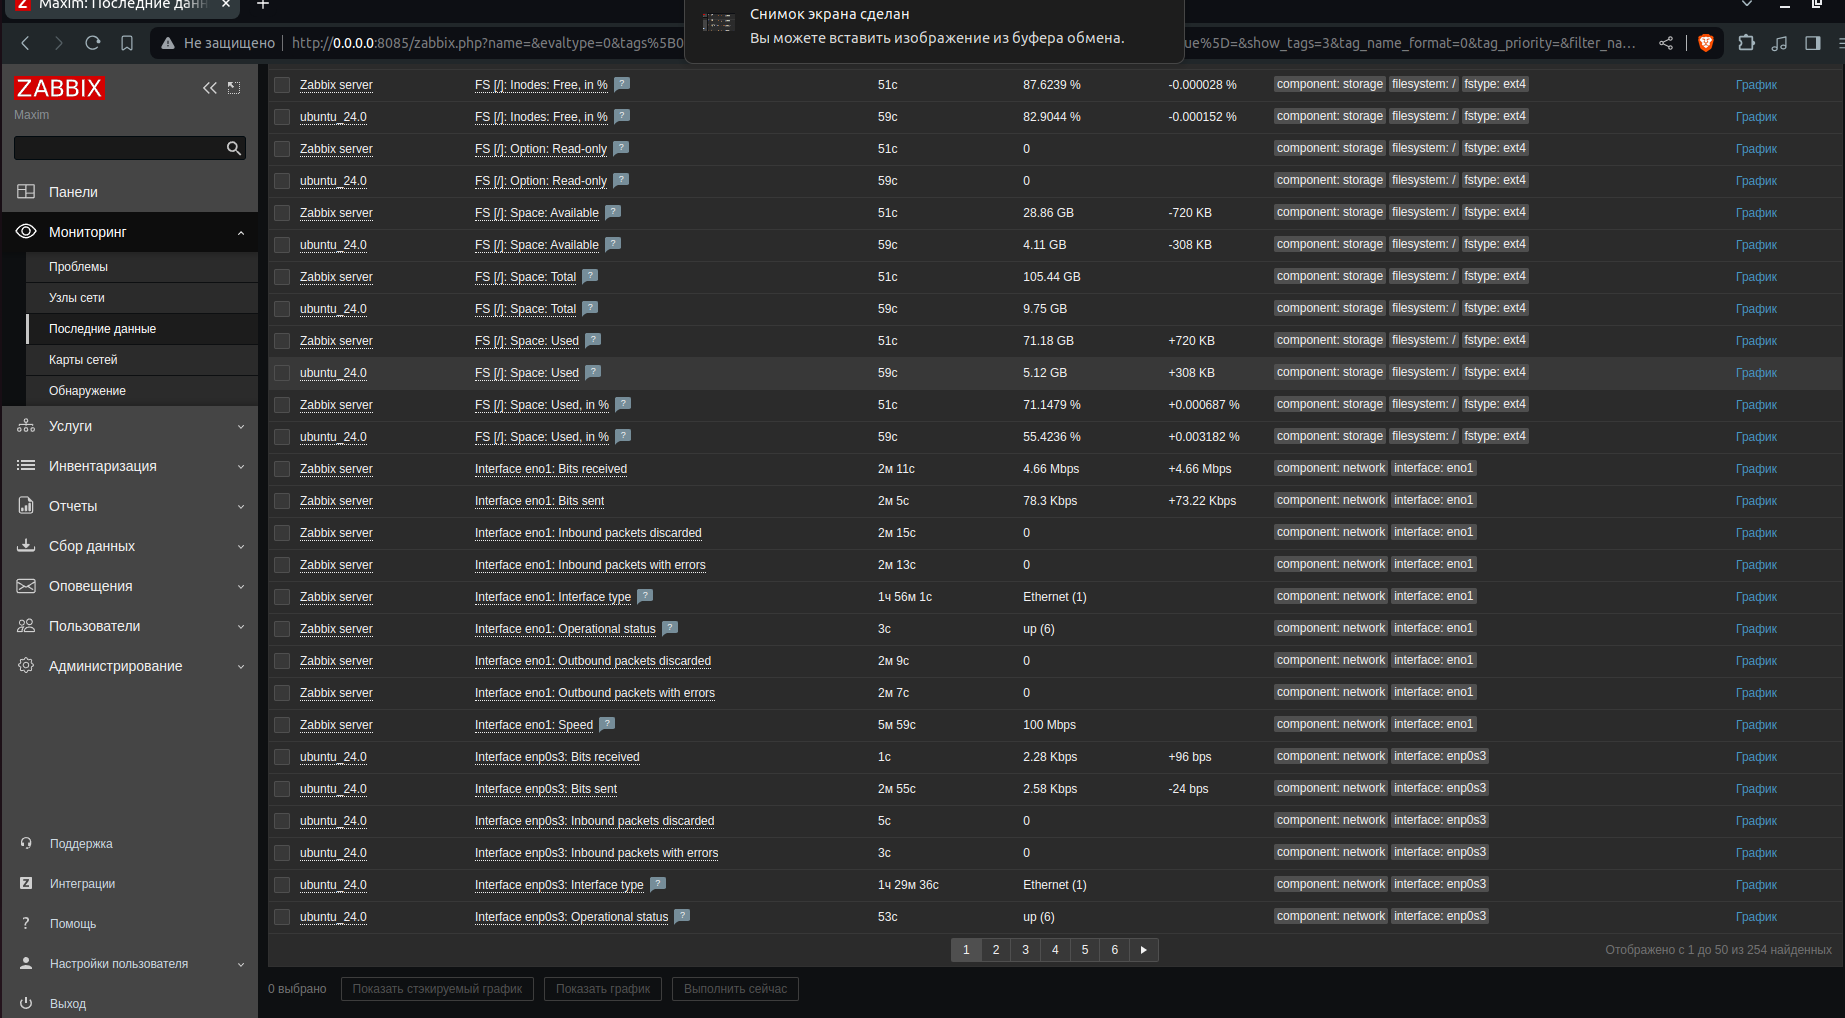 Maxim: Последние данн
Снимок экрана сделан
Вы можете вставить изображение из буфера обмена.
Не защищено http://0.0.0.0:8085/zabbix.php?name=&evaltype=0&tags%5B0 ue%5D=&show_tags=3&tag_name_format=0&tag_priority=&filter_na...
ZABBIX
Maxim
Панели
Мониторинг
Проблемы
Узлы сети
Последние данные
Карты сетей
Обнаружение
Услуги
Инвентаризация
Отчеты
Сбор данных
Оповещения
Пользователи
Администрирование
Поддержка
Интеграции
Помощь
Настройки пользователя
Выход
Zabbix server FS [/]: Inodes: Free, in % ? 51с 87.6239 % -0.000028 % component: storage filesystem: / fstype: ext4 График
ubuntu_24.0 FS [/]: Inodes: Free, in % ? 59с 82.9044 % -0.000152 % component: storage filesystem: / fstype: ext4 График
Zabbix server FS [/]: Option: Read-only ? 51с 0 component: storage filesystem: / fstype: ext4 График
ubuntu_24.0 FS [/]: Option: Read-only ? 59с 0 component: storage filesystem: / fstype: ext4 График
Zabbix server FS [/]: Space: Available ? 51с 28.86 GB -720 KB component: storage filesystem: / fstype: ext4 График
ubuntu_24.0 FS [/]: Space: Available ? 59с 4.11 GB -308 KB component: storage filesystem: / fstype: ext4 График
Zabbix server FS [/]: Space: Total ? 51с 105.44 GB component: storage filesystem: / fstype: ext4 График
ubuntu_24.0 FS [/]: Space: Total ? 59с 9.75 GB component: storage filesystem: / fstype: ext4 График
Zabbix server FS [/]: Space: Used ? 51с 71.18 GB +720 KB component: storage filesystem: / fstype: ext4 График
ubuntu_24.0 FS [/]: Space: Used ? 59с 5.12 GB +308 KB component: storage filesystem: / fstype: ext4 График
Zabbix server FS [/]: Space: Used, in % ? 51с 71.1479 % +0.000687 % component: storage filesystem: / fstype: ext4 График
ubuntu_24.0 FS [/]: Space: Used, in % ? 59с 55.4236 % +0.003182 % component: storage filesystem: / fstype: ext4 График
Zabbix server Interface eno1: Bits received 2м 11с 4.66 Mbps +4.66 Mbps component: network interface: eno1 График
Zabbix server Interface eno1: Bits sent 2м 5с 78.3 Kbps +73.22 Kbps component: network interface: eno1 График
Zabbix server Interface eno1: Inbound packets discarded 2м 15с 0 component: network interface: eno1 График
Zabbix server Interface eno1: Inbound packets with errors 2м 13с 0 component: network interface: eno1 График
Zabbix server Interface eno1: Interface type ? 1ч 56м 1с Ethernet (1) component: network interface: eno1 График
Zabbix server Interface eno1: Operational status ? 3с up (6) component: network interface: eno1 График
Zabbix server Interface eno1: Outbound packets discarded 2м 9с 0 component: network interface: eno1 График
Zabbix server Interface eno1: Outbound packets with errors 2м 7с 0 component: network interface: eno1 График
Zabbix server Interface eno1: Speed ? 5м 59с 100 Mbps component: network interface: eno1 График
ubuntu_24.0 Interface enp0s3: Bits received 1с 2.28 Kbps +96 bps component: network interface: enp0s3 График
ubuntu_24.0 Interface enp0s3: Bits sent 2м 55с 2.58 Kbps -24 bps component: network interface: enp0s3 График
ubuntu_24.0 Interface enp0s3: Inbound packets discarded 5с 0 component: network interface: enp0s3 График
ubuntu_24.0 Interface enp0s3: Inbound packets with errors 3с 0 component: network interface: enp0s3 График
ubuntu_24.0 Interface enp0s3: Interface type ? 1ч 29м 36с Ethernet (1) component: network interface: enp0s3 График
ubuntu_24.0 Interface enp0s3: Operational status ? 53с up (6) component: network interface: enp0s3 График
1 2 3 4 5 6 Отображено с 1 до 50 из 254 найденных
0 выбрано Показать стэкируемый график Показать график Выполнить сейчас